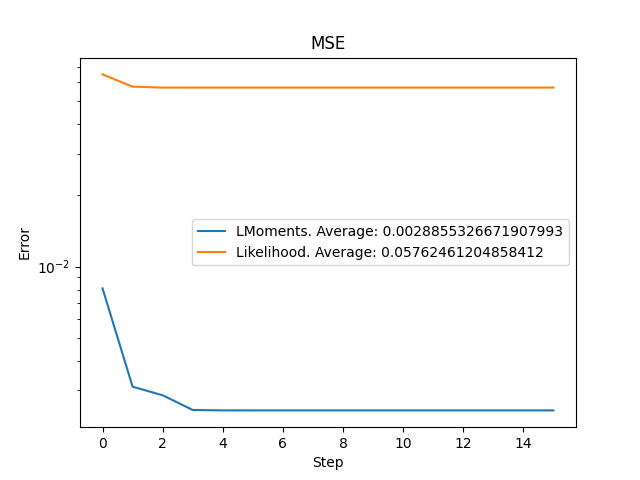 MSE
Error
10⁻²
LMoments. Average: 0.0028855326671907993
Likelihood. Average: 0.05762461204858412
0 2 4 6 8 10 12 14
Step